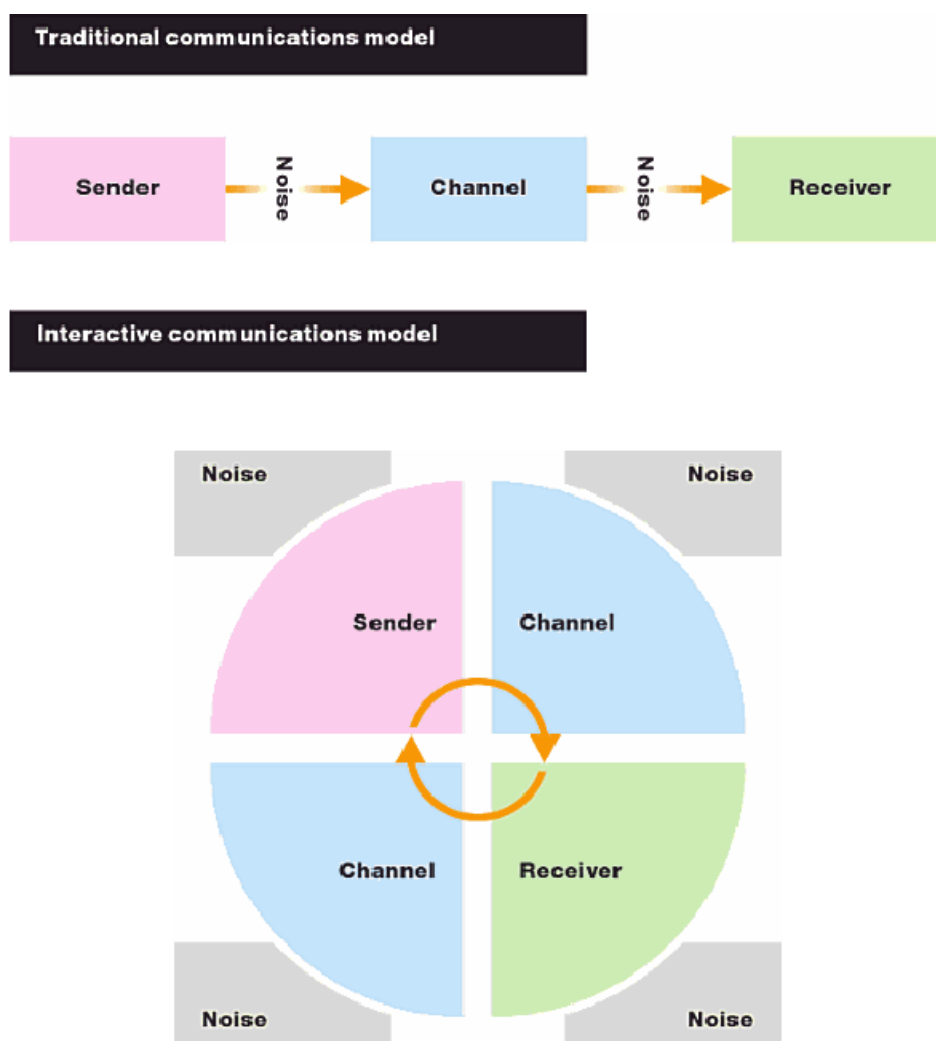 Traditional communications model
Sender
Noise
Channel
Noise
Receiver
Interactive communications model
Noise
Noise
Sender
Channel
Channel
Receiver
Noise
Noise